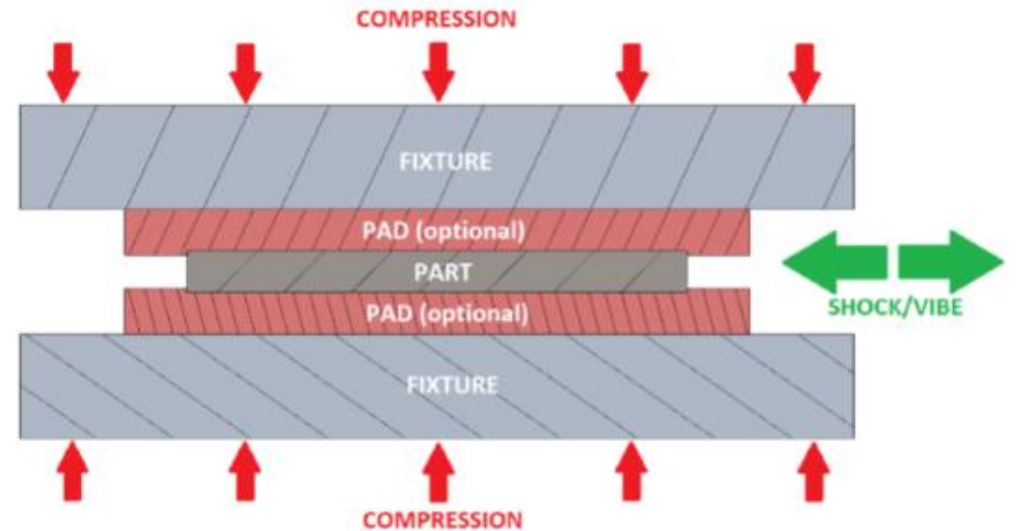 COMPRESSION
FIXTURE
PAD (optional)
PART
PAD (optional)
SHOCK/VIBE
FIXTURE
COMPRESSION